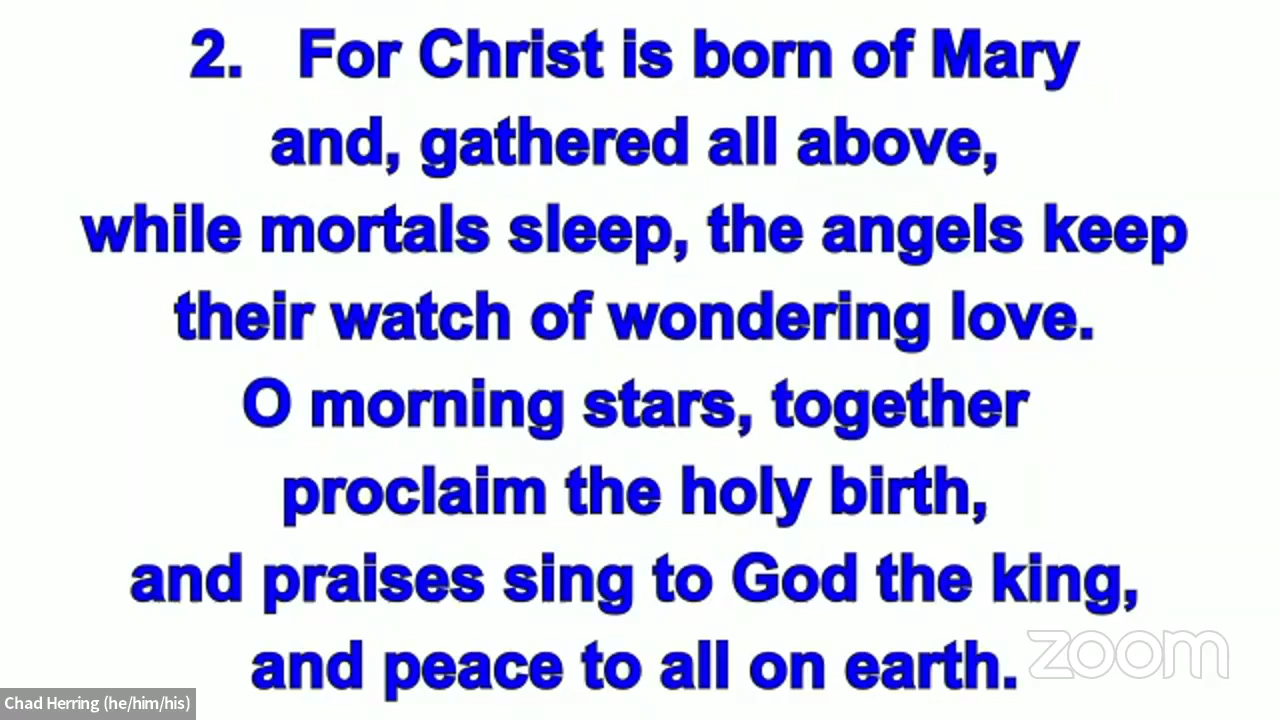 2. For Christ is born of Mary
and, gathered all above,
while mortals sleep, the angels keep
their watch of wondering love.
O morning stars, together
proclaim the holy birth,
and praises sing to God the king,
and peace to all on earth.
zoom
Chad Herring (he/him/his)